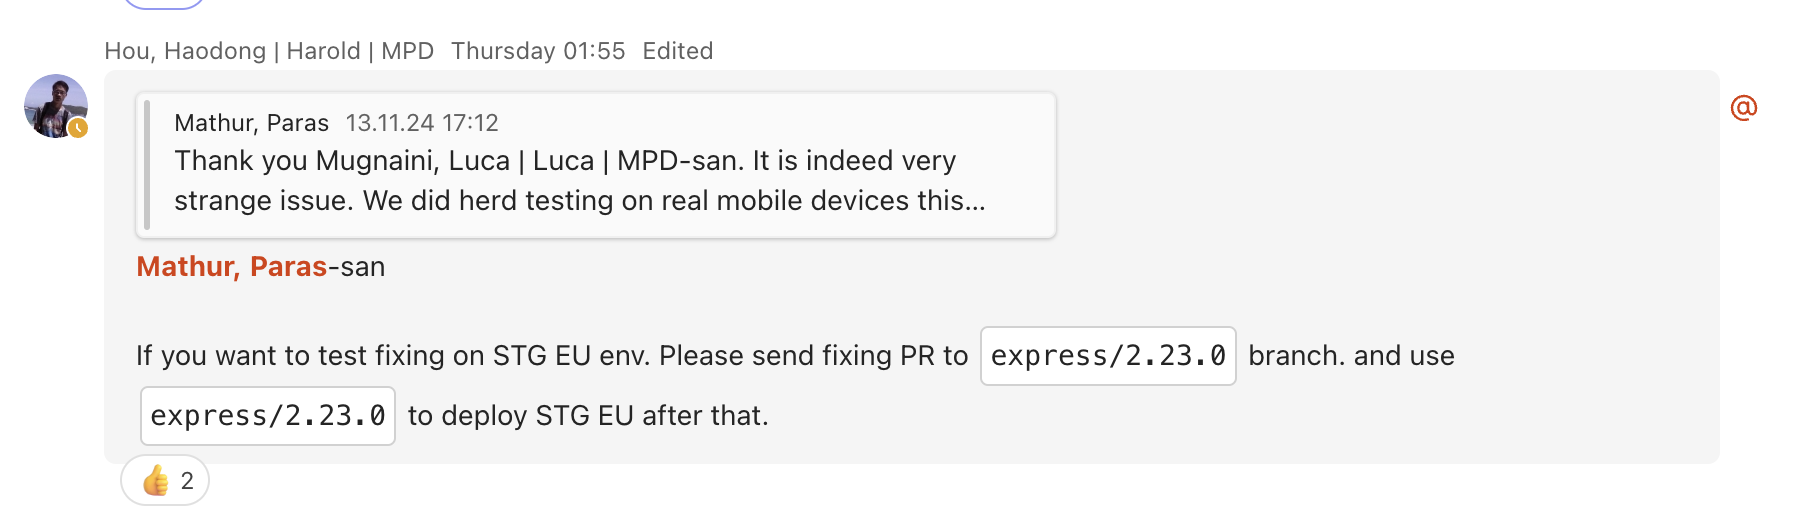 Hou, Haodong | Harold | MPD Thursday 01:55 Edited
Mathur, Paras 13.11.24 17:12
Thank you Mugnaini, Luca | Luca | MPD-san. It is indeed very
strange issue. We did herd testing on real mobile devices this...
@
Mathur, Paras-san
If you want to test fixing on STG EU env. Please send fixing PR to express/2.23.0 branch. and use
express/2.23.0 to deploy STG EU after that.
👍 2